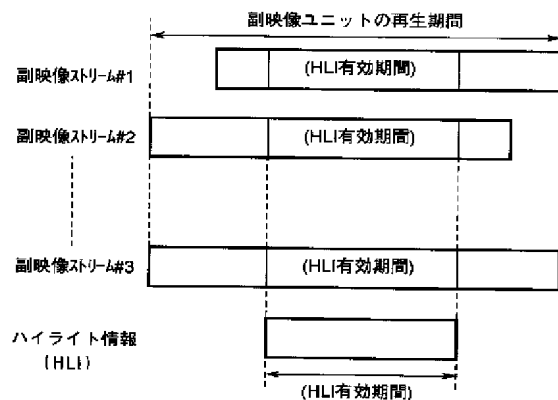 副映像ユニットの再生期間
副映像ストリーム#1
(HLI有効期間)
副映像ストリーム#2
(HLI有効期間)
副映像ストリーム#3
(HLI有効期間)
ハイライト情報
(HLI)
(HLI有効期間)